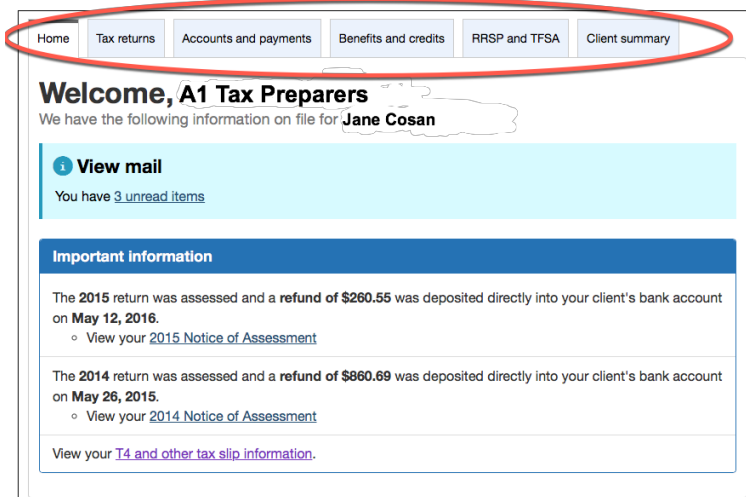 Home Tax returns Accounts and payments Benefits and credits RRSP and TFSA Client summary
Welcome, A1 Tax Preparers
We have the following information on file for Jane Cosan
View mail
You have 3 unread items
Important information
The 2015 return was assessed and a refund of $260.55 was deposited directly into your client's bank account
on May 12, 2016.
View your 2015 Notice of Assessment
The 2014 return was assessed and a refund of $860.69 was deposited directly into your client's bank account
on May 26, 2015.
View your 2014 Notice of Assessment
View your T4 and other tax slip information.